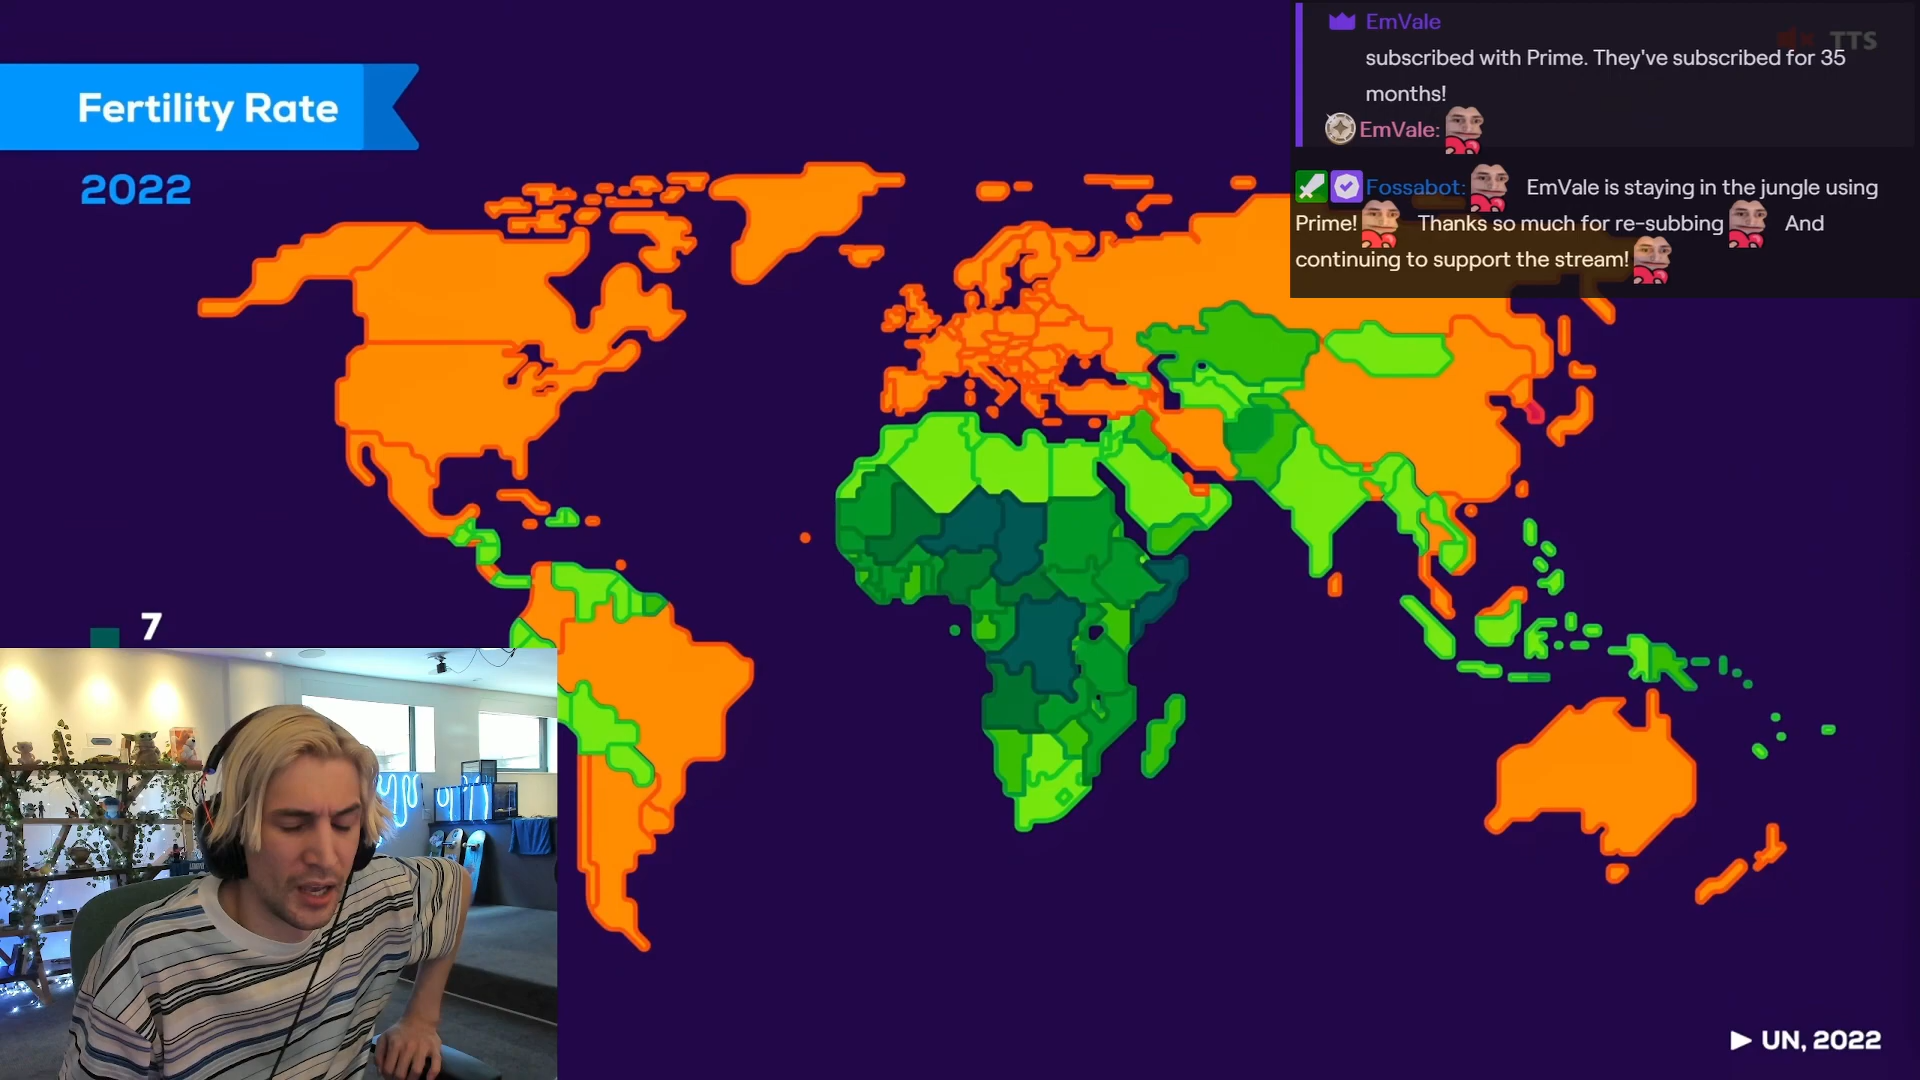 EmVale
TTS
subscribed with Prime. They've subscribed for 35
months!
EmVale:
Fossabot: EmVale is staying in the jungle using
Prime! Thanks so much for re-subbing And
continuing to support the stream!
Fertility Rate
2022
7
UN, 2022